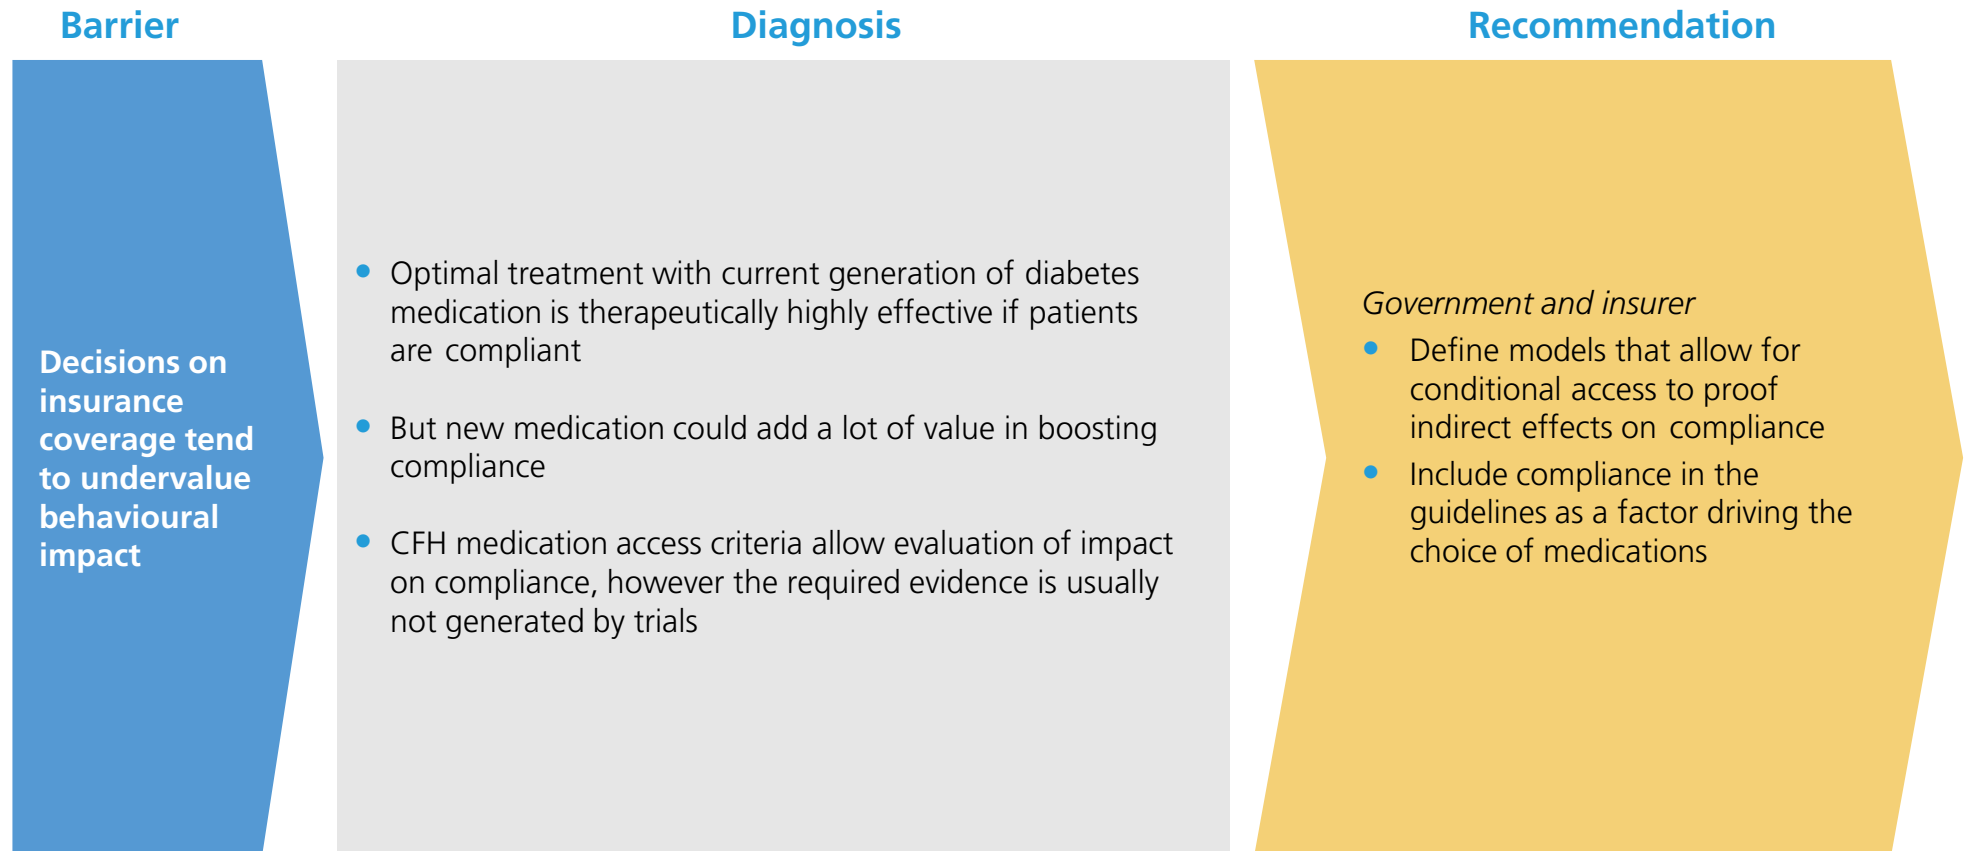 Barrier
Diagnosis
Recommendation
Decisions on
insurance
coverage tend
to undervalue
behavioural
impact
• Optimal treatment with current generation of diabetes
medication is therapeutically highly effective if patients
are compliant
• But new medication could add a lot of value in boosting
compliance
• CFH medication access criteria allow evaluation of impact
on compliance, however the required evidence is usually
not generated by trials
Government and insurer
• Define models that allow for
conditional access to proof
indirect effects on compliance
• Include compliance in the
guidelines as a factor driving the
choice of medications